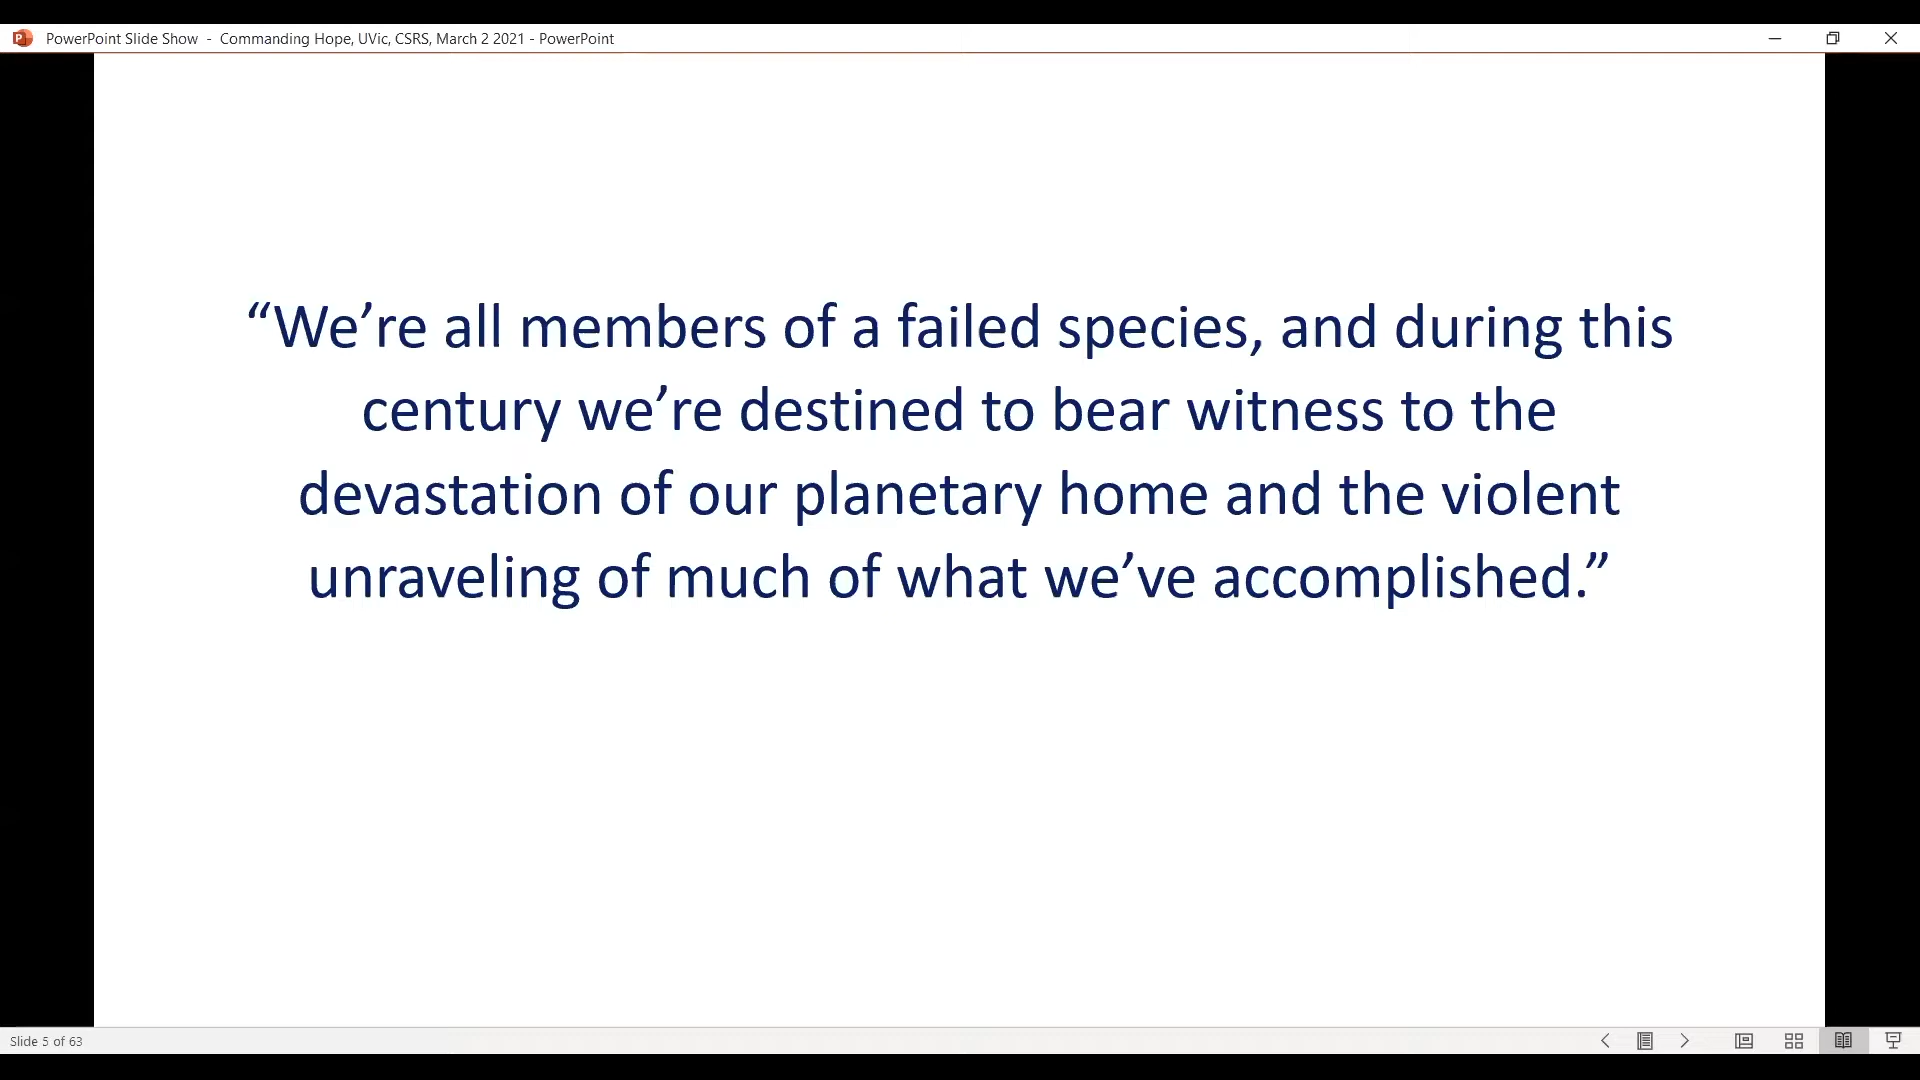 PowerPoint Slide Show - Commanding Hope, UVic, CSRS, March 2 2021 - PowerPoint
“We’re all members of a failed species, and during this
century we’re destined to bear witness to the
devastation of our planetary home and the violent
unraveling of much of what we’ve accomplished.”
Slide 5 of 63